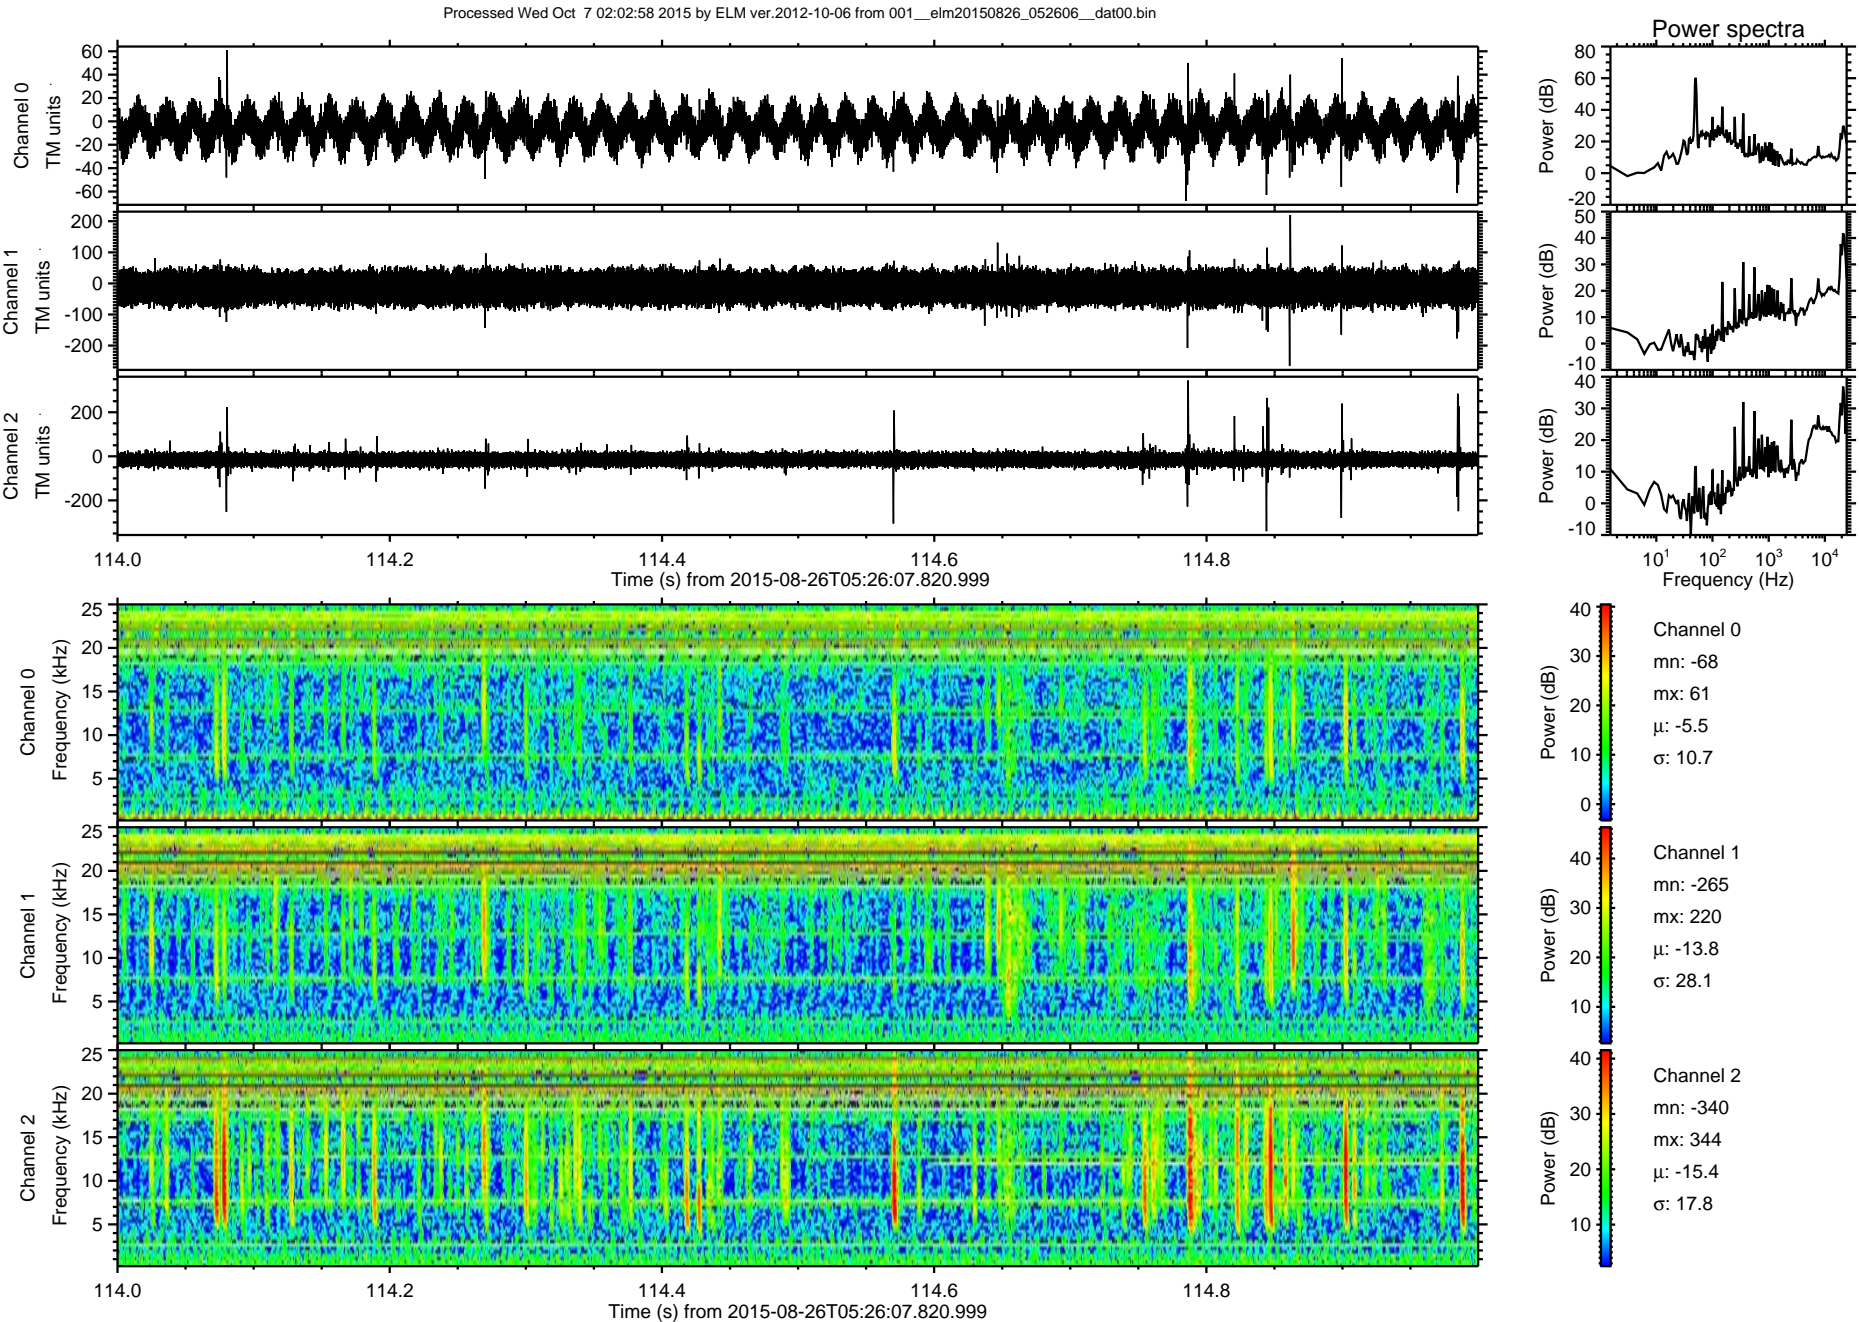 Processed Wed Oct 7 02:02:58 2015 by ELM ver.2012-10-06 from 001__elm20150826_052606__dat00.bin
Power spectra
Channel 0
TM units
60
40
20
0
-20
-40
-60
Power (dB)
80
60
40
20
0
-20
Channel 1
TM units
200
100
0
-100
-200
Power (dB)
50
40
30
20
10
0
-10
Channel 2
TM units
200
0
-200
Power (dB)
40
30
20
10
0
-10
114.0 114.2 114.4 114.6 114.8
Time (s) from 2015-08-26T05:26:07.820.999
10^1 10^2 10^3 10^4
Frequency (Hz)
Channel 0
Frequency (kHz)
25
20
15
10
5
Power (dB)
40
30
20
10
0
Channel 0
mn: -68
mx: 61
μ: -5.5
σ: 10.7
Channel 1
Frequency (kHz)
25
20
15
10
5
Power (dB)
40
30
20
10
Channel 1
mn: -265
mx: 220
μ: -13.8
σ: 28.1
Channel 2
Frequency (kHz)
25
20
15
10
5
Power (dB)
40
30
20
10
Channel 2
mn: -340
mx: 344
μ: -15.4
σ: 17.8
114.0 114.2 114.4 114.6 114.8
Time (s) from 2015-08-26T05:26:07.820.999